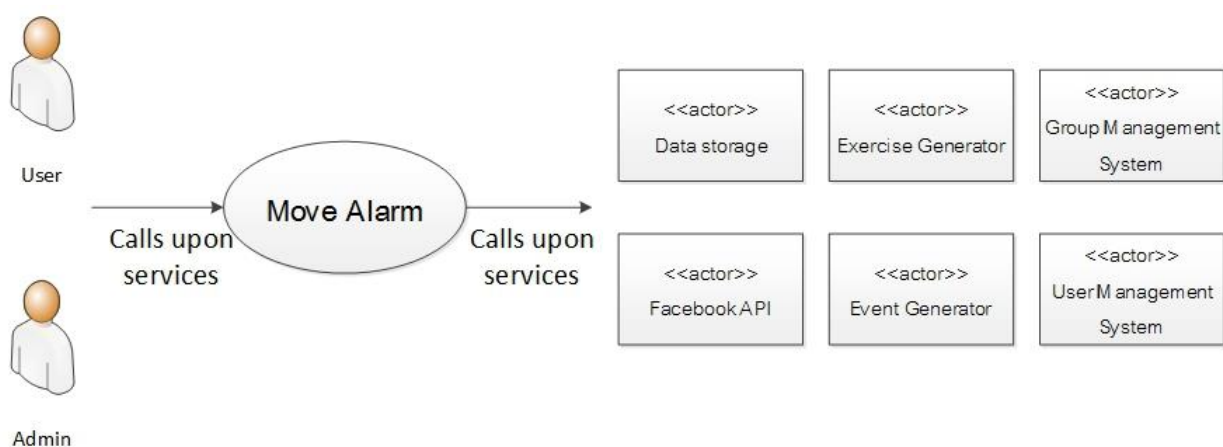 User
Calls upon
services
Move Alarm
Calls upon
services
<<actor>>
Data storage
<<actor>>
Exercise Generator
<<actor>>
Group Management
System
<<actor>>
Facebook API
<<actor>>
Event Generator
<<actor>>
User Management
System
Admin